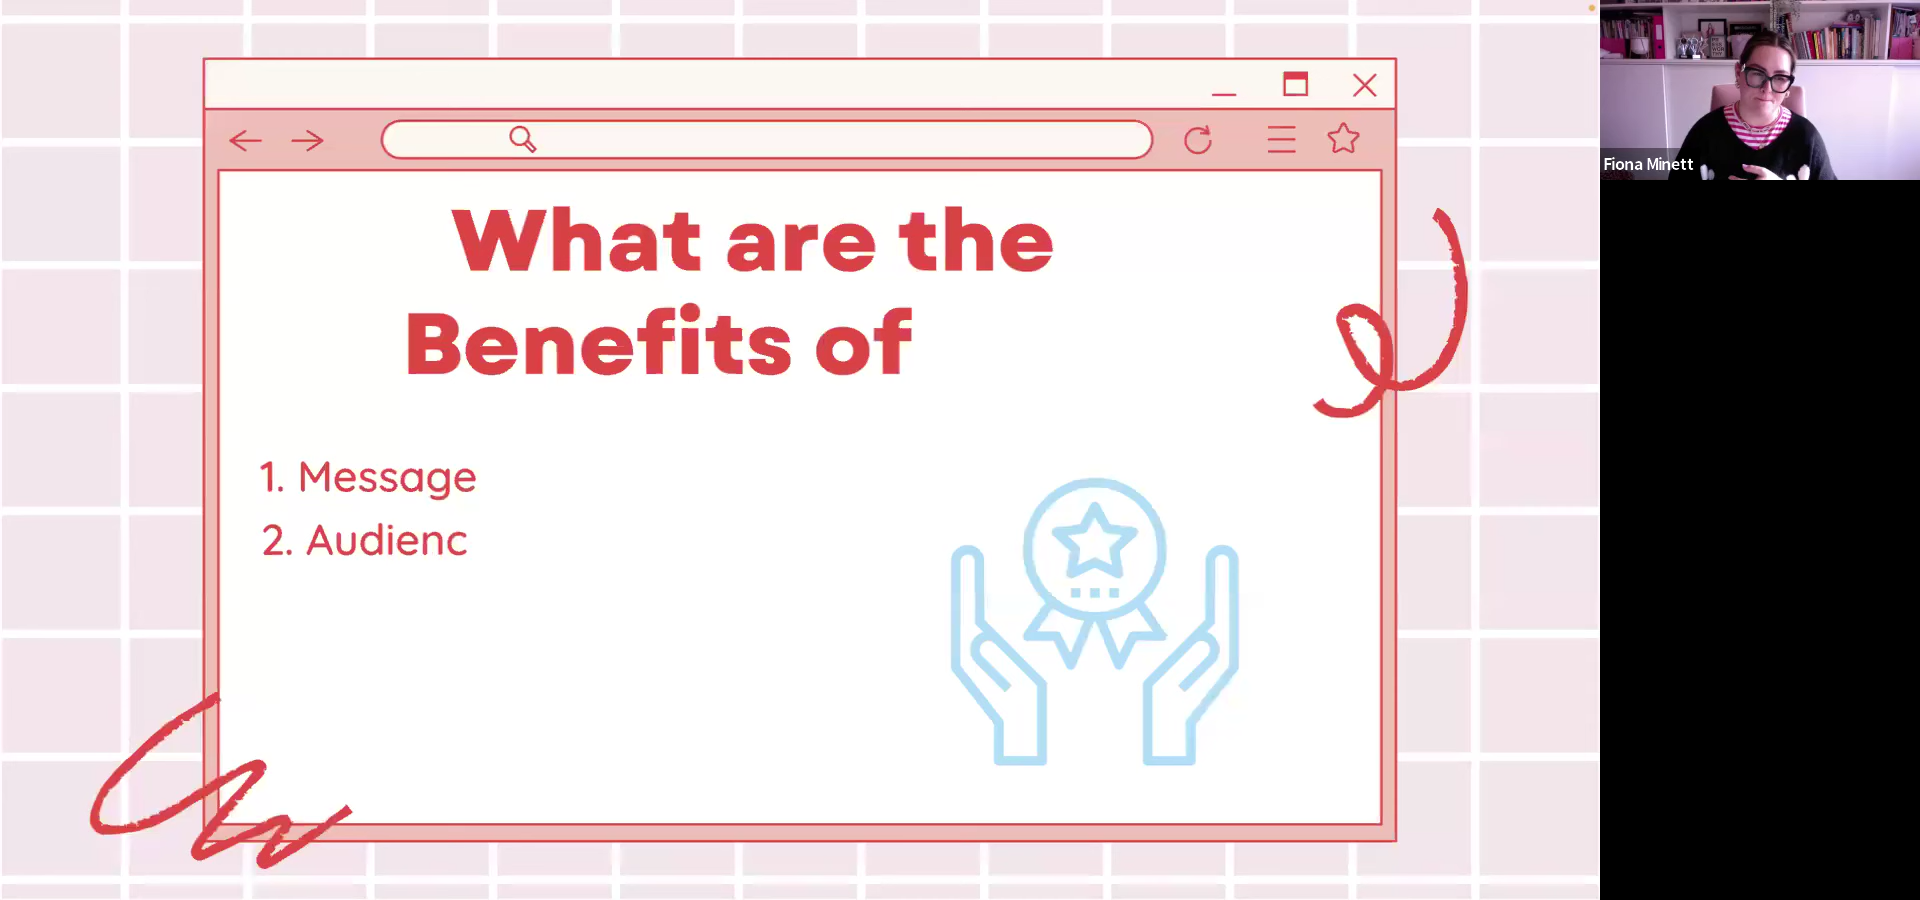 What are the
Benefits of
1. Message
2. Audienc
Fiona Minett